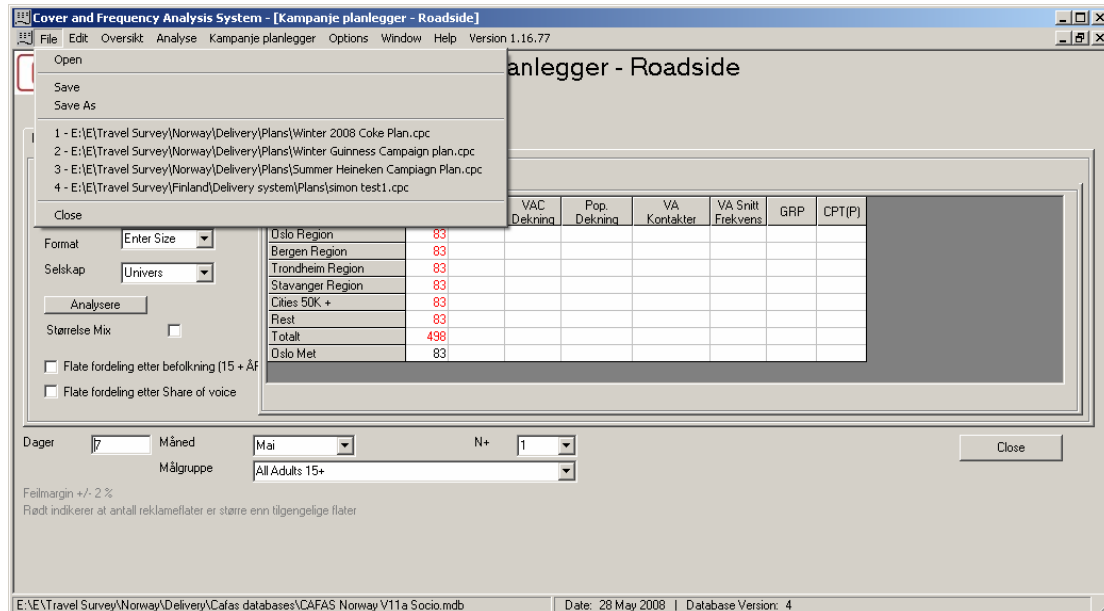 Cover and Frequency Analysis System - [Kampanje planlegger - Roadside]
File Edit Oversikt Analyse Kampanje planlegger Options Window Help Version 1.16.77
anlegger - Roadside
Open
Save
Save As
1 - E:\E\Travel Survey\Norway\Delivery\Plans\Winter 2008 Coke Plan.cpc
2 - E:\E\Travel Survey\Norway\Delivery\Plans\Winter Guinness Campaign plan.cpc
3 - E:\E\Travel Survey\Norway\Delivery\Plans\Summer Heineken Campiagn Plan.cpc
4 - E:\E\Travel Survey\Finland\Delivery system\Plans\simon test1.cpc
Close
VAC Dekning Pop. Dekning VA Kontakter VA Snitt Frekvens GRP CPT(P)
Oslo Region 83
Bergen Region 83
Trondheim Region 83
Stavanger Region 83
Cities 50K + 83
Rest 83
Totalt 498
Oslo Met 83
Format Enter Size
Selskap Univers
Analysere
Størrelse Mix
Flate fordeling etter befolkning (15 + ÅR
Flate fordeling etter Share of voice
Dager 7 Måned Mai N+ 1 Close
Målgruppe All Adults 15+
Feilmargin +/- 2 %
Rødt indikerer at antall reklameflater er større enn tilgengelige flater
E:\E\Travel Survey\Norway\Delivery\Cafas databases\CAFAS Norway V11a Socio.mdb Date: 28 May 2008 | Database Version: 4